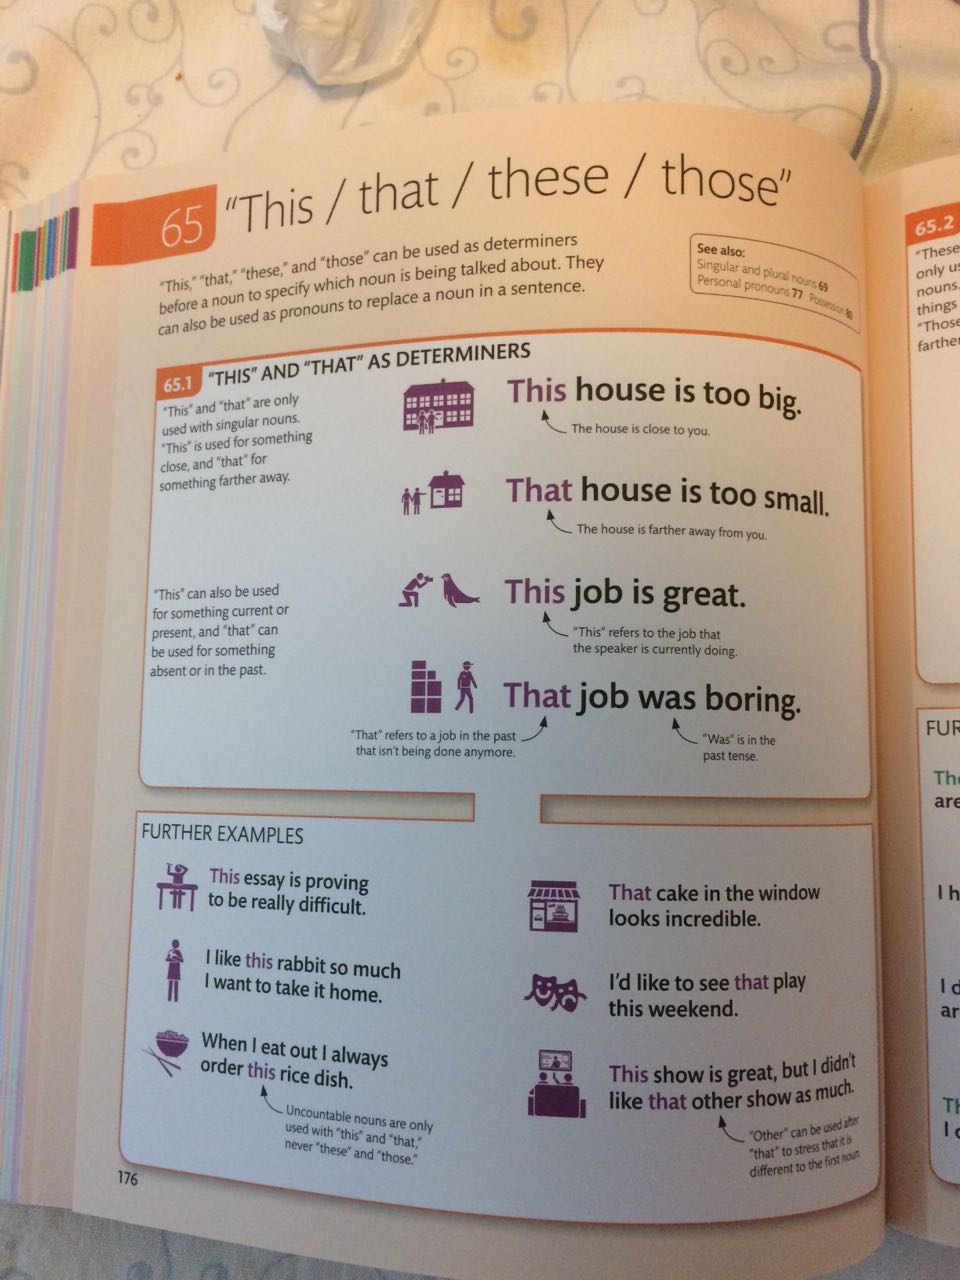 65
"This / that / these / those"
"This," "that," "these," and "those" can be used as determiners
before a noun to specify which noun is being talked about. They
can also be used as pronouns to replace a noun in a sentence.
See also:
Singular and plural nouns 69
Personal pronouns 77 Possession 80
65.1 "THIS" AND "THAT" AS DETERMINERS
"This" and "that" are only
used with singular nouns.
"This" is used for something
close, and "that" for
something farther away.
This house is too big.
The house is close to you.
That house is too small.
The house is farther away from you.
"This" can also be used
for something current or
present, and "that" can
be used for something
absent or in the past.
This job is great.
"This" refers to the job that
the speaker is currently doing.
That job was boring.
"That" refers to a job in the past
that isn't being done anymore.
"Was" is in the
past tense.
FURTHER EXAMPLES
This essay is proving
to be really difficult.
I like this rabbit so much
I want to take it home.
When I eat out I always
order this rice dish.
Uncountable nouns are only
used with "this" and "that,"
never "these" and "those."
That cake in the window
looks incredible.
I'd like to see that play
this weekend.
This show is great, but I didn't
like that other show as much.
"Other" can be used after
"that" to stress that it is
different to the first noun.
176
65.2
"These
only
nouns.
things
"Those
farther
FUR
are
I h
I d
ar
Th
I c